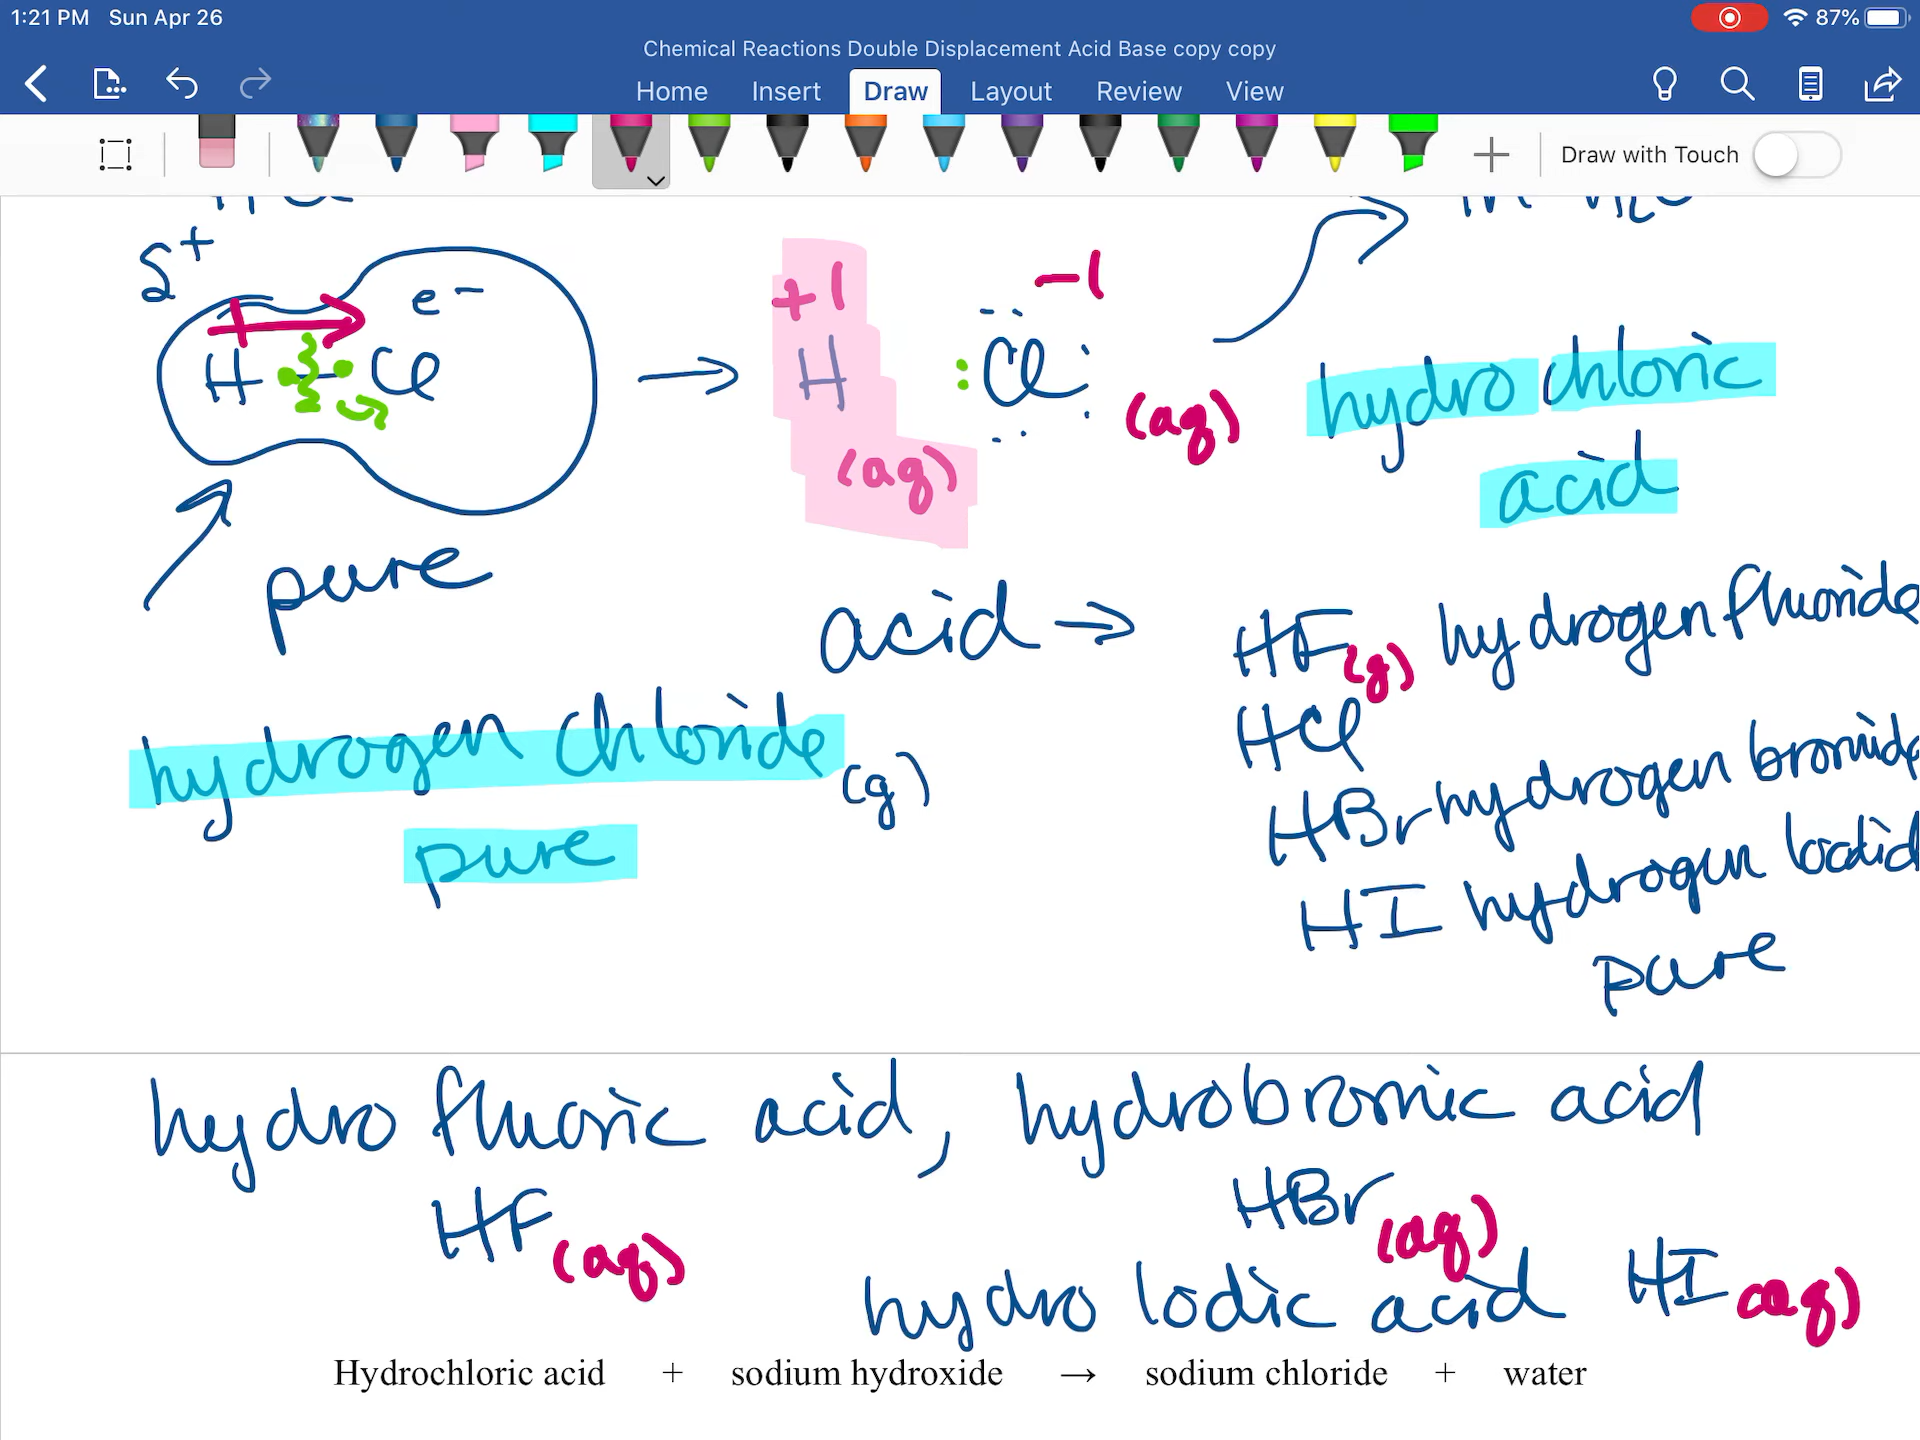 1:21 PM Sun Apr 26
87%
Chemical Reactions Double Displacement Acid Base copy copy
Home Insert Draw Layout Review View
Draw with Touch
δ+
e−
H – Cl
+1
H
(aq)
−1
:Cl:
(aq)
hydrochloric
acid
pure
acid →
HF(g) hydrogen fluoride
HCl
hydrogen chloride (g)
pure
HBr hydrogen bromide
HI hydrogen
pure
hydro fluoric acid, hydrobromic acid
HF(aq)
HBr(aq)
hydro iodic acid HI(aq)
Hydrochloric acid + sodium hydroxide → sodium chloride + water